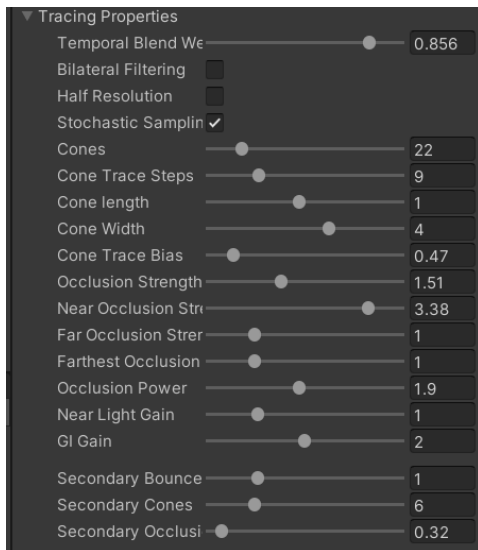 Tracing Properties
Temporal Blend We 0.856
Bilateral Filtering
Half Resolution
Stochastic Samplin
Cones 22
Cone Trace Steps 9
Cone length 1
Cone Width 4
Cone Trace Bias 0.47
Occlusion Strength 1.51
Near Occlusion Stre 3.38
Far Occlusion Strer 1
Farthest Occlusion 1
Occlusion Power 1.9
Near Light Gain 1
GI Gain 2
Secondary Bounce 1
Secondary Cones 6
Secondary Occlusi 0.32